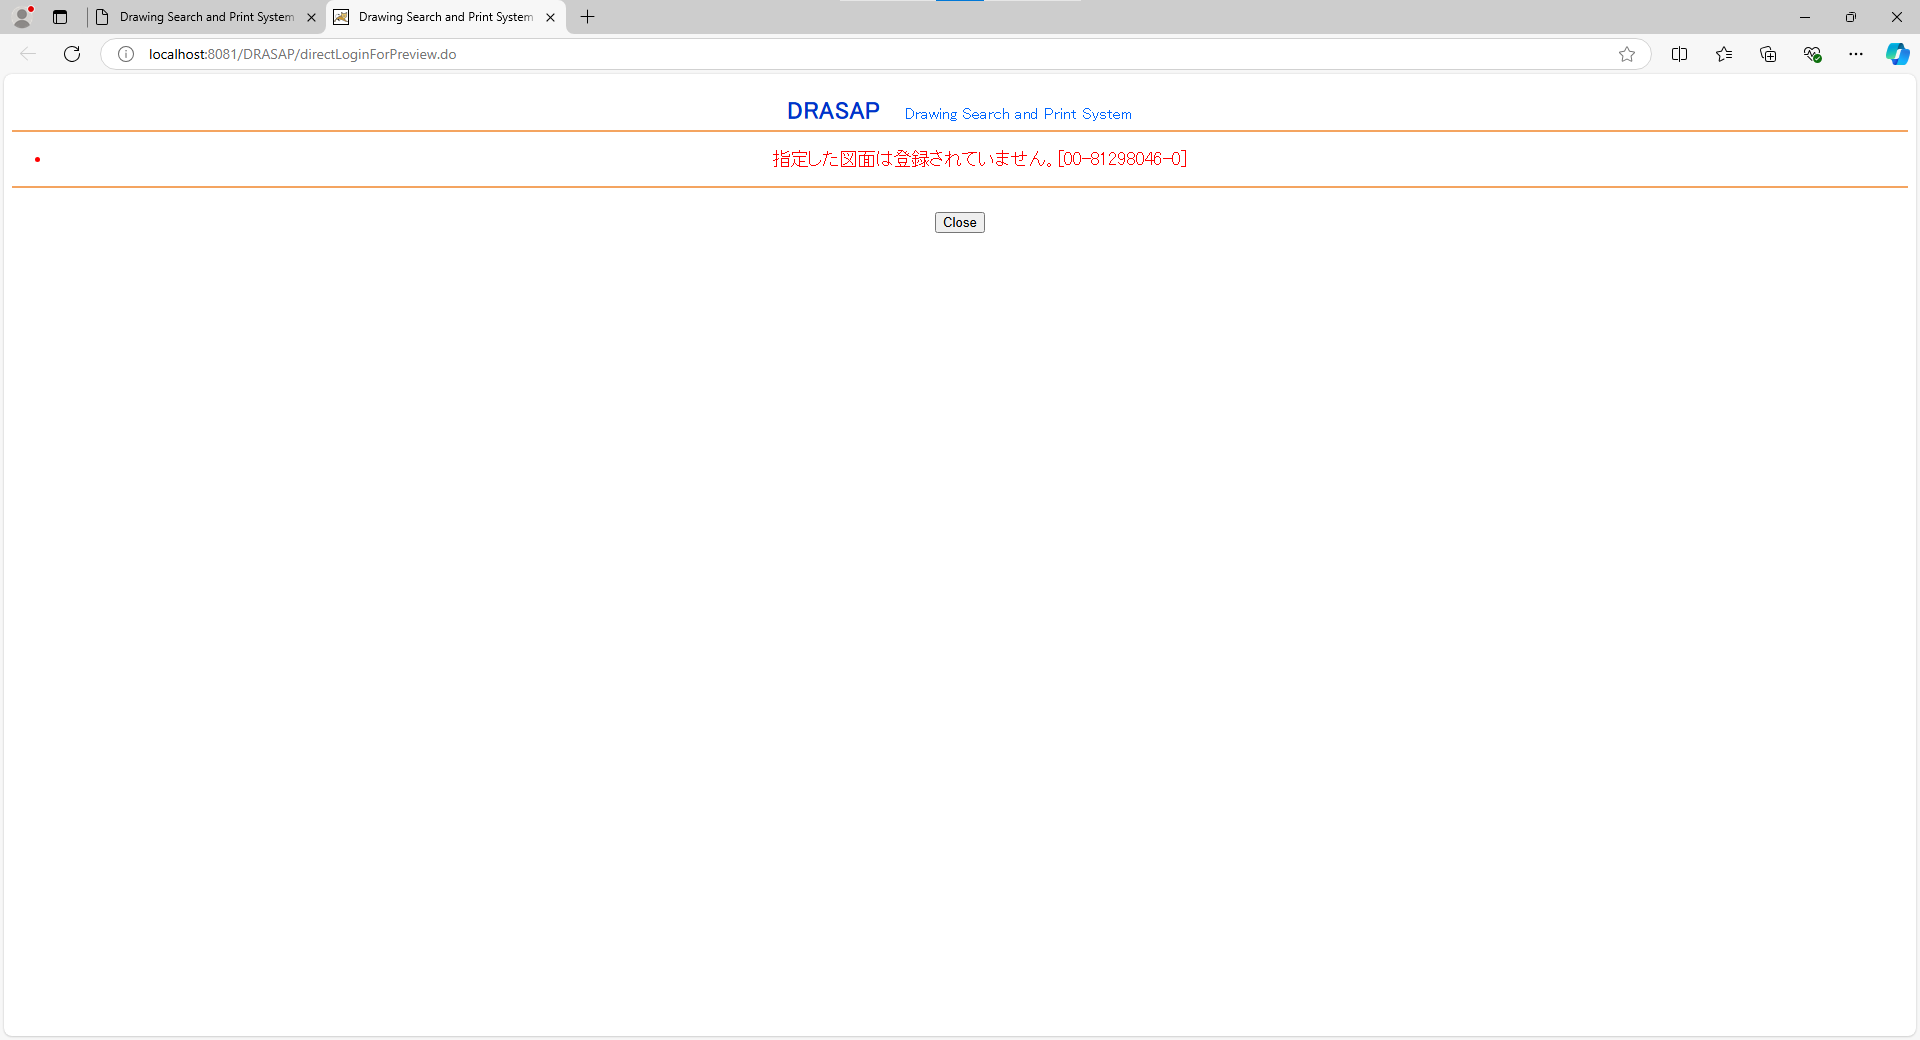 Drawing Search and Print System
Drawing Search and Print System
localhost:8081/DRASAP/directLoginForPreview.do
DRASAP Drawing Search and Print System
• 指定した図面は登録されていません。[00-81298046-0]
Close